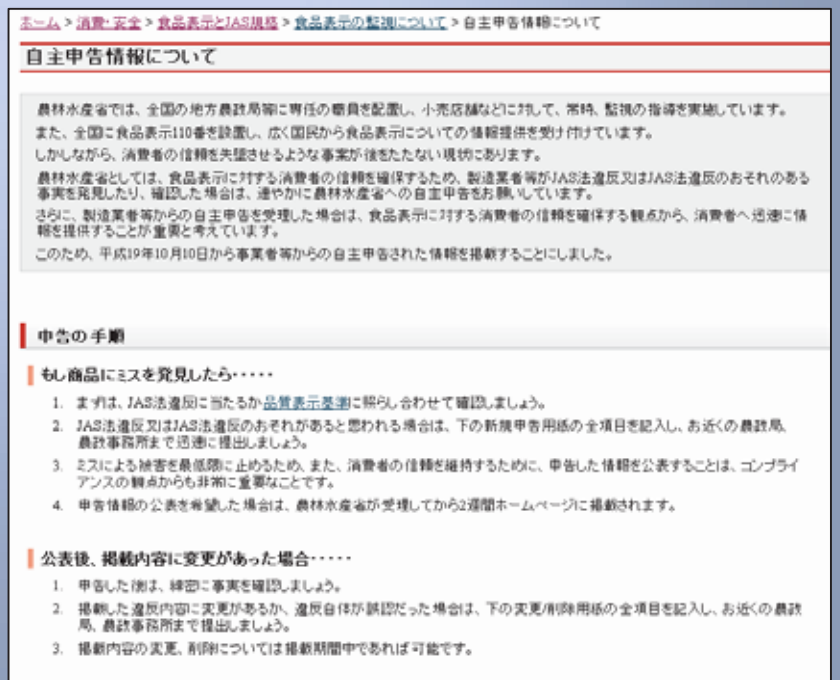 ホーム > 消費・安全 > 食品表示とJAS規格 > 食品表示の監視について > 自主申告情報について
自主申告情報について
農林水産省では、全国の地方農政局等に専任の職員を配置し、小売店舗などに対して、常時、監視の指導を実施しています。
また、全国に食品表示110番を設置し、広く国民から食品表示についての情報提供を受け付けています。
しかしながら、消費者の信頼を失墜させるような事案が後をたたない現状にあります。
農林水産省としては、食品表示に対する消費者の信頼を確保するため、製造業者等がJAS法違反又はJAS法違反のおそれのある
事実を発見したり、確認した場合は、速やかに農林水産省への自主申告をお願いしています。
さらに、製造業者等からの自主申告を受理した場合は、食品表示に対する消費者の信頼を確保する観点から、消費者へ迅速に情
報を提供することが重要と考えています。
このため、平成19年10月10日から事業者等からの自主申告された情報を掲載することにしました。
申告の手順
もし商品にミスを発見したら・・・・・
1. まずは、JAS法違反に当たるか品質表示基準に照らし合わせて確認しましょう。
2. JAS法違反又はJAS法違反のおそれがあると思われる場合は、下の新規申告用紙の全項目を記入し、お近くの農政局、
農政事務所まで迅速に提出しましょう。
3. ミスによる被害を最低限に止めるため、また、消費者の信頼を維持するために、申告した情報を公表することは、コンプライ
アンスの観点からも非常に重要なことです。
4. 申告情報の公表を希望した場合は、農林水産省が受理してから2週間ホームページに掲載されます。
公表後、掲載内容に変更があった場合・・・・・
1. 申告した後は、綿密に事実を確認しましょう。
2. 掲載した違反内容に変更があるか、違反自体が誤認だった場合は、下の変更/削除用紙の全項目を記入し、お近くの農政
局、農政事務所まで提出しましょう。
3. 掲載内容の変更、削除については掲載期間中であれば可能です。